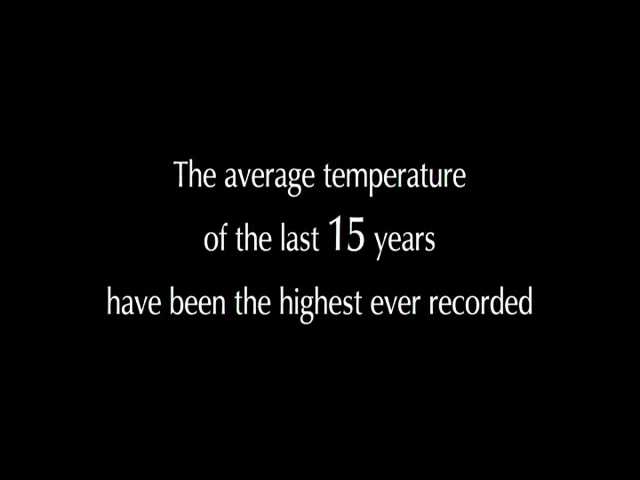 The average temperature
of the last 15 years
have been the highest ever recorded